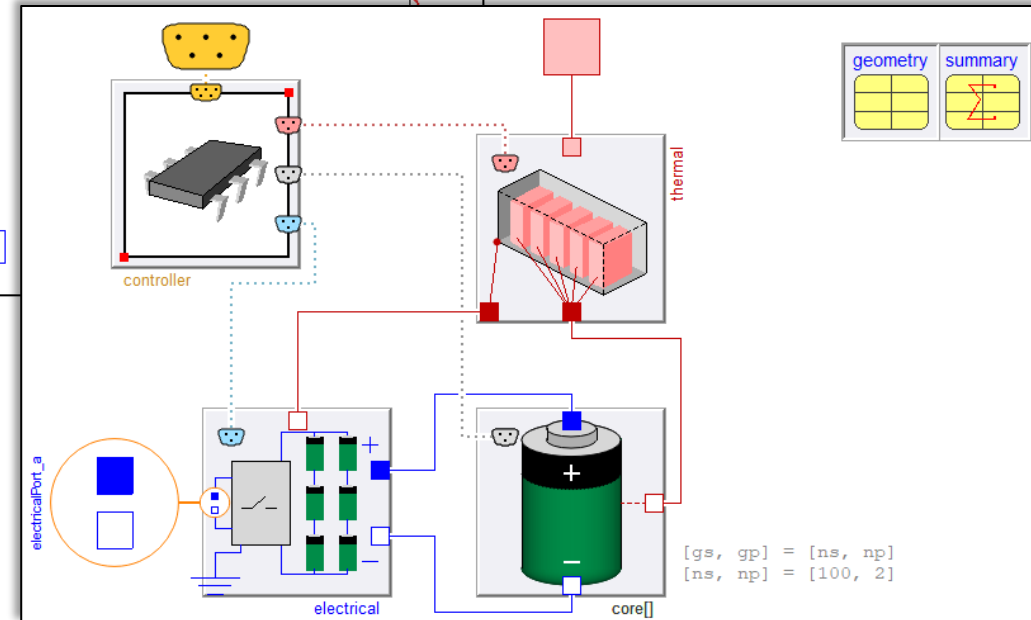 geometry summary
thermal
controller
electricalPort_a
+
−
+
−
electrical
core[]
[gs, gp] = [ns, np]
[ns, np] = [100, 2]